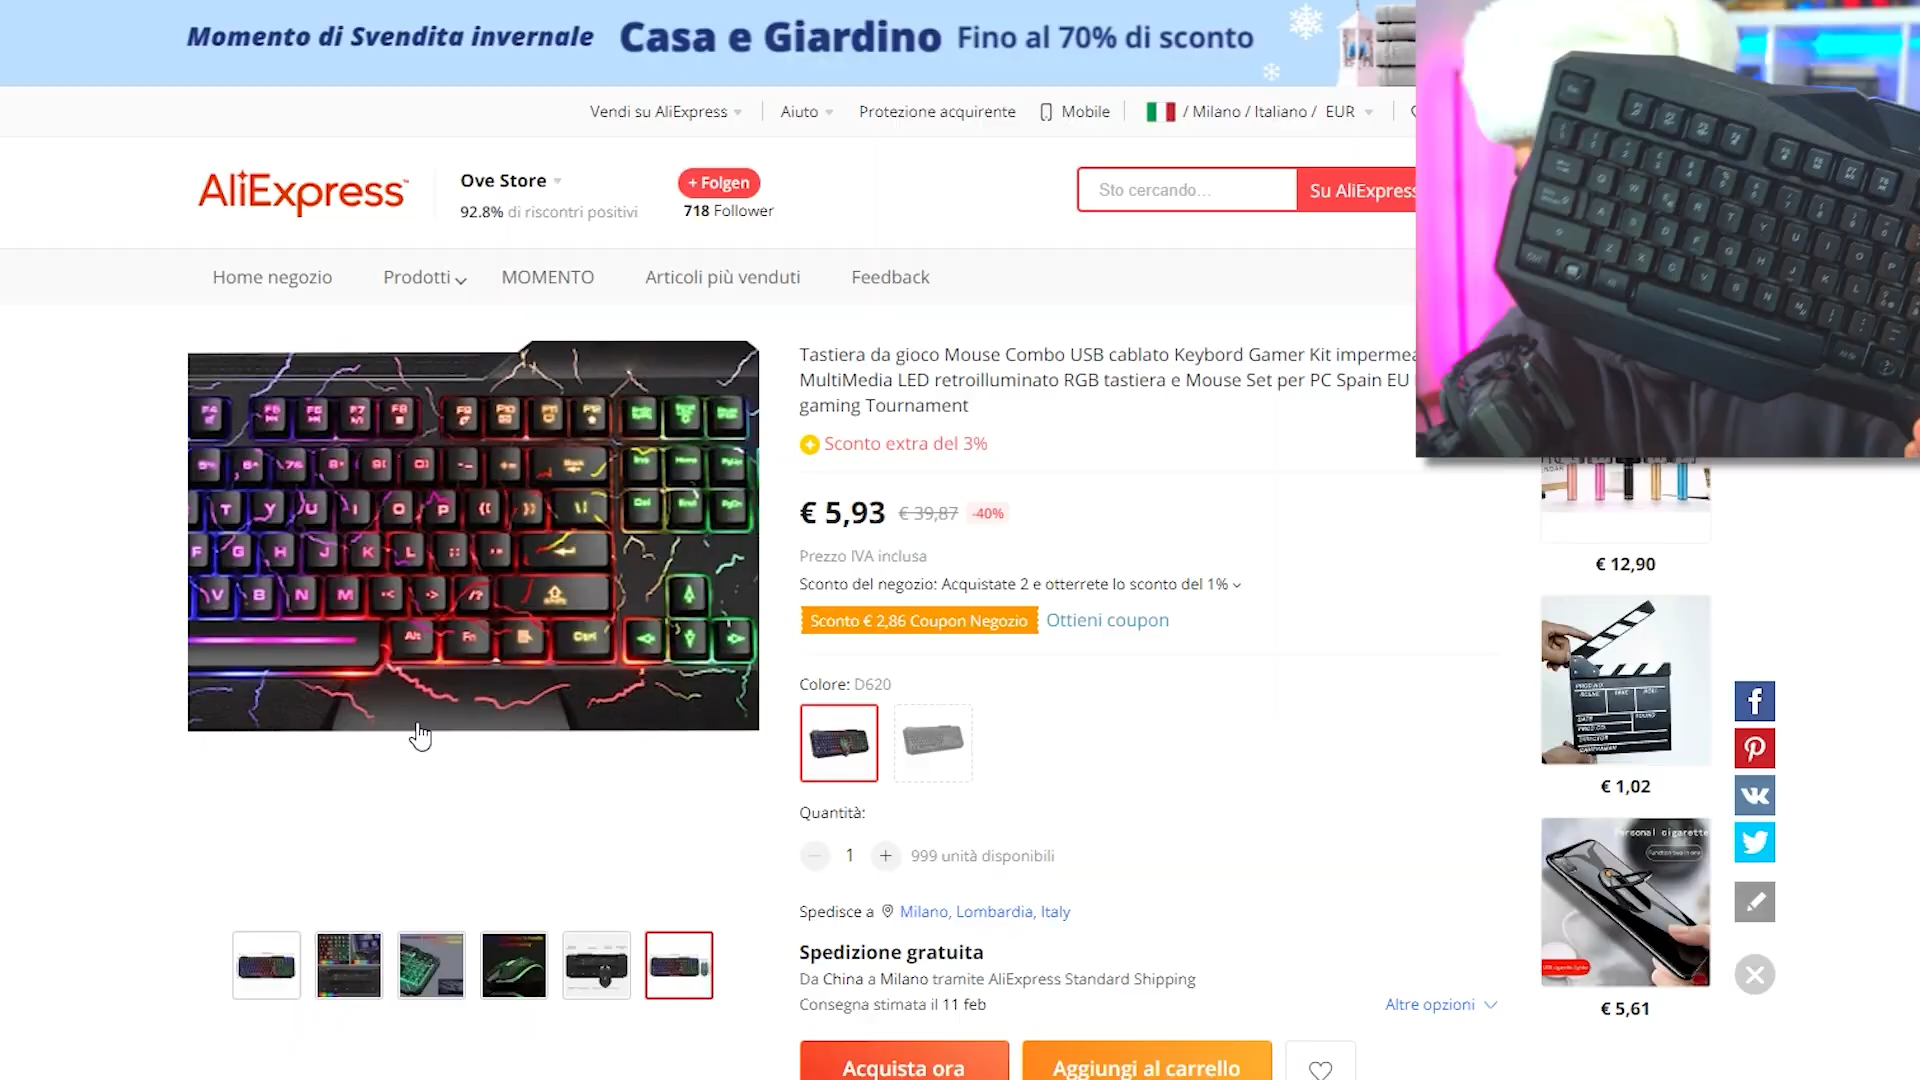 Momento di Svendita invernale Casa e Giardino Fino al 70% di sconto
Vendi su AliExpress Aiuto Protezione acquirente Mobile / Milano / Italiano / EUR
AliExpress
Ove Store
92.8% di riscontri positivi
+ Folgen
718 Follower
Sto cercando...
Su AliExpress
Home negozio Prodotti MOMENTO Articoli più venduti Feedback
Tastiera da gioco Mouse Combo USB cablato Keybord Gamer Kit
MultiMedia LED retroilluminato RGB tastiera e Mouse Set per PC Spain EU
gaming Tournament
Sconto extra del 3%
€ 5,93 € 39,87 -40%
Prezzo IVA inclusa
Sconto del negozio: Acquistate 2 e otterrete lo sconto del 1%
Sconto € 2,86 Coupon Negozio Ottieni coupon
Colore: D620
Quantità:
1 + 999 unità disponibili
Spedisce a Milano, Lombardia, Italy
Spedizione gratuita
Da China a Milano tramite AliExpress Standard Shipping
Consegna stimata il 11 feb
Altre opzioni
Acquista ora
Aggiungi al carrello
€ 12,90
€ 1,02
€ 5,61